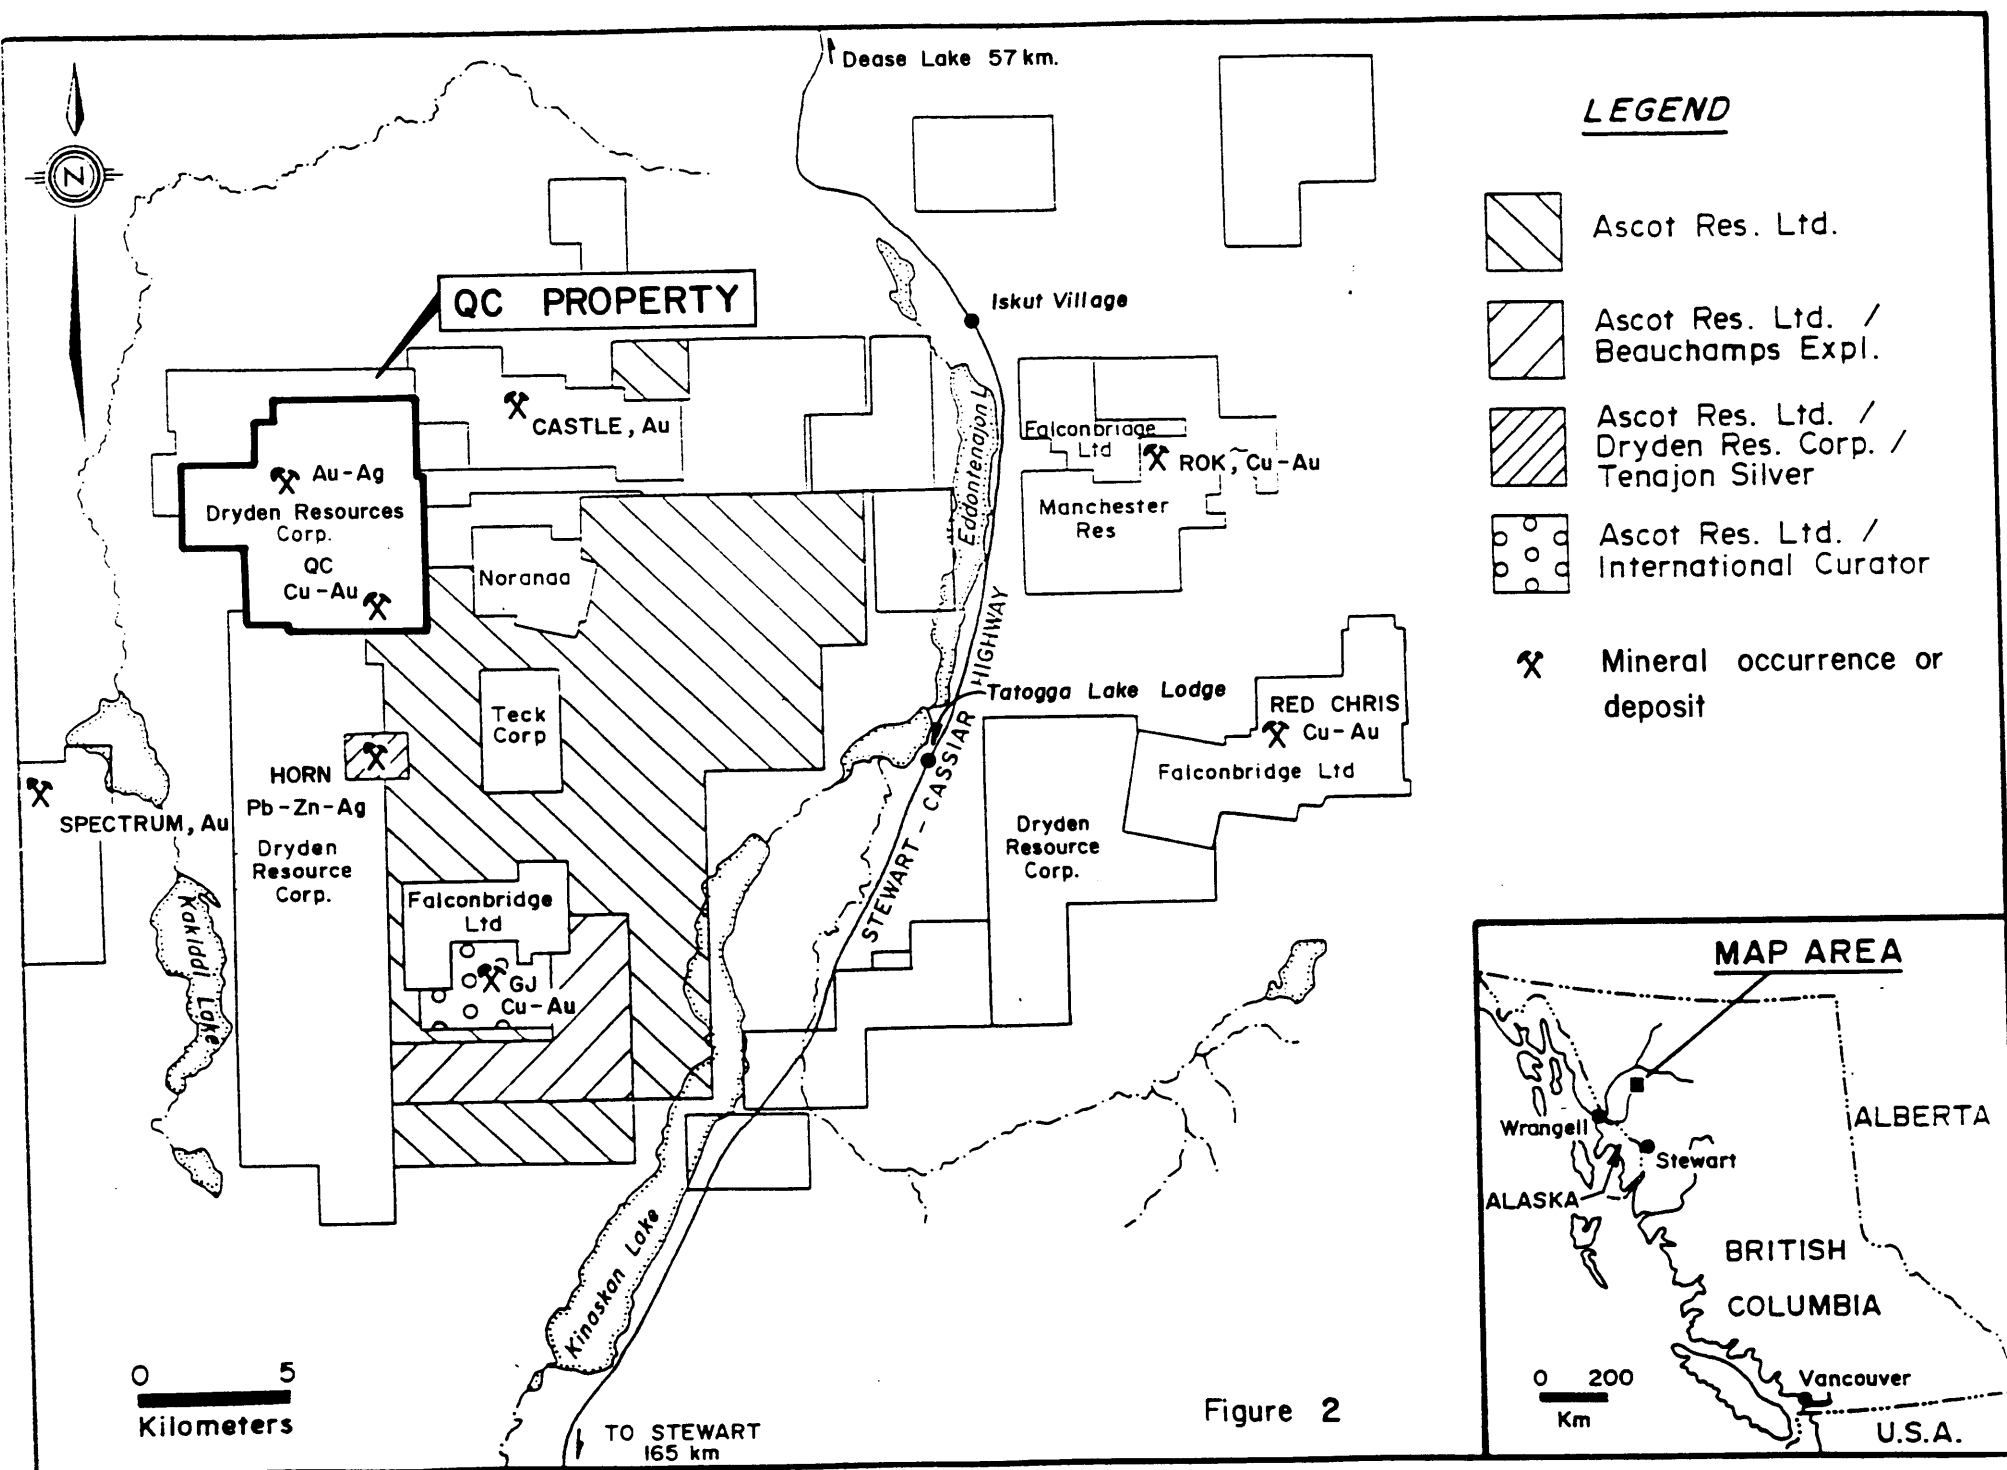 Dease Lake 57 km.
LEGEND
Ascot Res. Ltd.
Ascot Res. Ltd. /
Beauchamps Expl.
Ascot Res. Ltd. /
Dryden Res. Corp. /
Tenajon Silver
Ascot Res. Ltd. /
International Curator
Mineral occurrence or
deposit
N
QC PROPERTY
Iskut Village
CASTLE, Au
Au-Ag
Dryden Resources
Corp.
QC
Cu-Au
Noranda
Eddontenajon L
Falconbridge
Ltd
ROK, Cu-Au
Manchester
Res
STEWART - CASSIAR HIGHWAY
Tatogga Lake Lodge
RED CHRIS
Cu-Au
Falconbridge Ltd
Teck
Corp
HORN
Pb-Zn-Ag
SPECTRUM, Au
Dryden
Resource
Corp.
Dryden
Resource
Corp.
Falconbridge
Ltd
GJ
Cu-Au
Kakiddi Lake
Kinaskan Lake
0 5
Kilometers
TO STEWART
165 km
Figure 2
MAP AREA
ALBERTA
Wrangell
Stewart
ALASKA
BRITISH
COLUMBIA
0 200
Km
Vancouver
U.S.A.